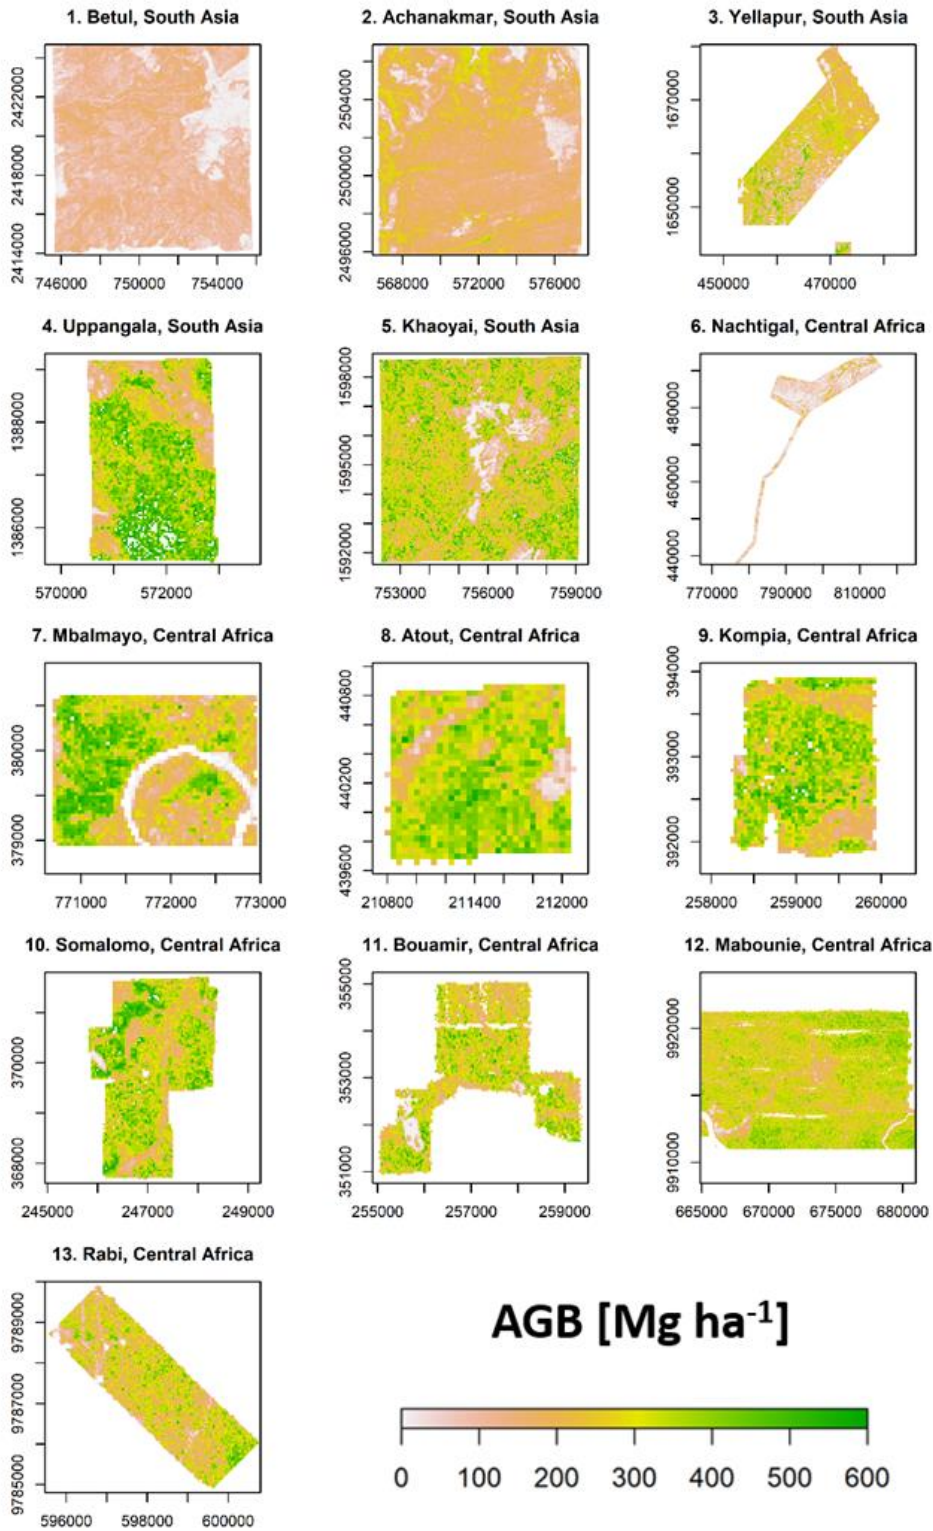 1. Betul, South Asia
2414000 2418000 2422000
746000 750000 754000
2. Achanakmar, South Asia
2496000 2500000 2504000
568000 572000 576000
3. Yellapur, South Asia
1650000 1670000
450000 470000
4. Uppangala, South Asia
1386000 1388000
570000 572000
5. Khaoyai, South Asia
1592000 1595000 1598000
753000 756000 759000
6. Nachtigal, Central Africa
440000 460000 480000
770000 790000 810000
7. Mbalmayo, Central Africa
379000 380000
771000 772000 773000
8. Atout, Central Africa
439600 440200 440800
210800 211400 212000
9. Kompia, Central Africa
392000 393000 394000
258000 259000 260000
10. Somalomo, Central Africa
368000 370000
245000 247000 249000
11. Bouamir, Central Africa
351000 353000 355000
255000 257000 259000
12. Mabounie, Central Africa
9910000 9920000
665000 670000 675000 680000
13. Rabi, Central Africa
9785000 9787000 9789000
596000 598000 600000
AGB [Mg ha-1]
0 100 200 300 400 500 600